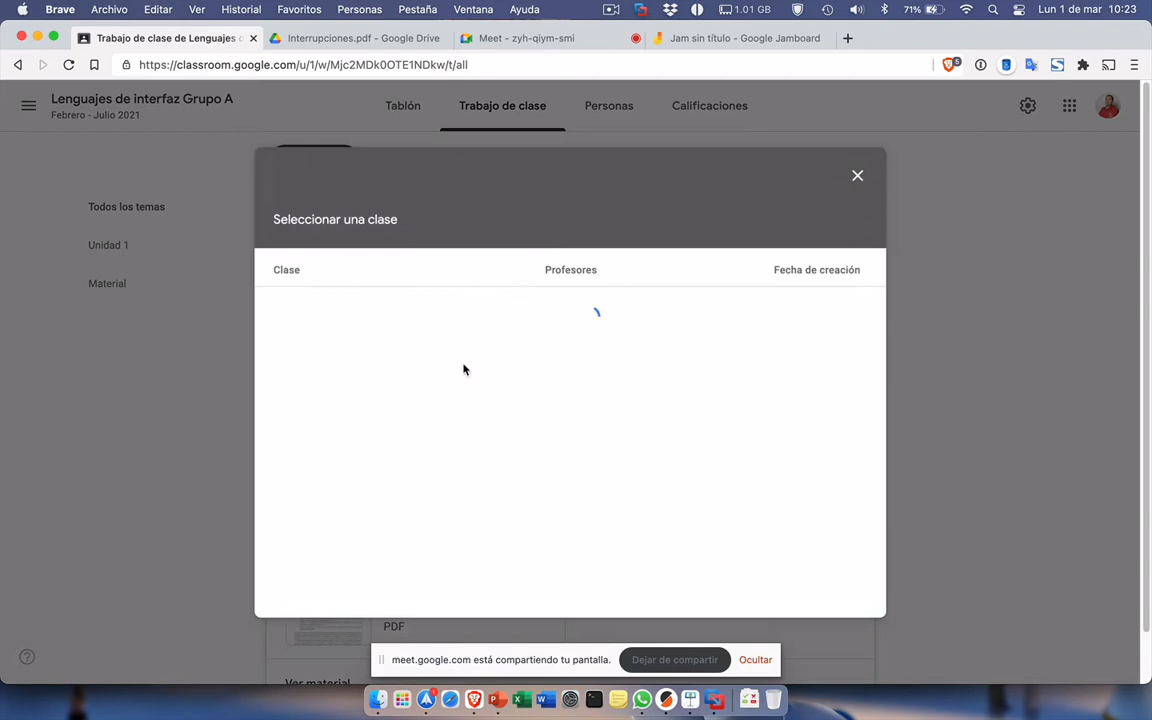 Brave Archivo Editar Ver Historial Favoritos Personas Pestaña Ventana Ayuda 1.01 GB 71% Lun 1 de mar 10:23
Trabajo de clase de Lenguajes Interrupciones.pdf - Google Drive Meet - zyh-qiym-smi Jam sin título - Google Jamboard
https://classroom.google.com/u/1/w/Mjc2MDk0OTE1NDkw/t/all 5
Lenguajes de interfaz Grupo A
Febrero - Julio 2021
Tablón Trabajo de clase Personas Calificaciones
Todos los temas
Unidad 1
Material
Seleccionar una clase
Clase Profesores Fecha de creación
PDF
meet.google.com está compartiendo tu pantalla. Dejar de compartir Ocultar
Ver material